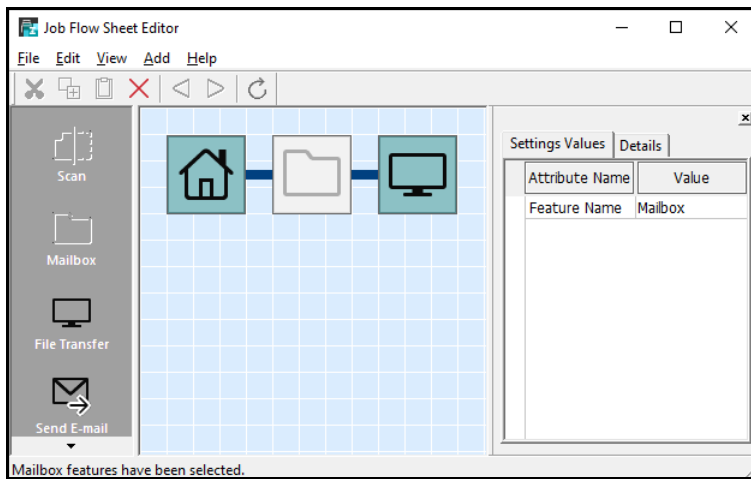 Job Flow Sheet Editor
File Edit View Add Help
Scan
Mailbox
File Transfer
Send E-mail
Settings Values Details
Attribute Name Value
Feature Name Mailbox
Mailbox features have been selected.